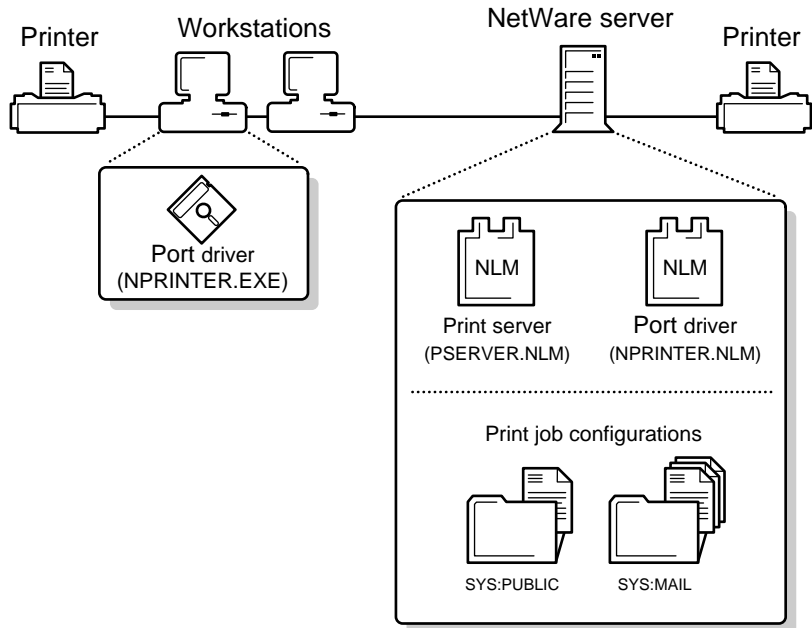 Printer
Workstations
NetWare server
Printer
Port driver
(NPRINTER.EXE)
NLM
NLM
Print server
(PSERVER.NLM)
Port driver
(NPRINTER.NLM)
Print job configurations
SYS:PUBLIC
SYS:MAIL